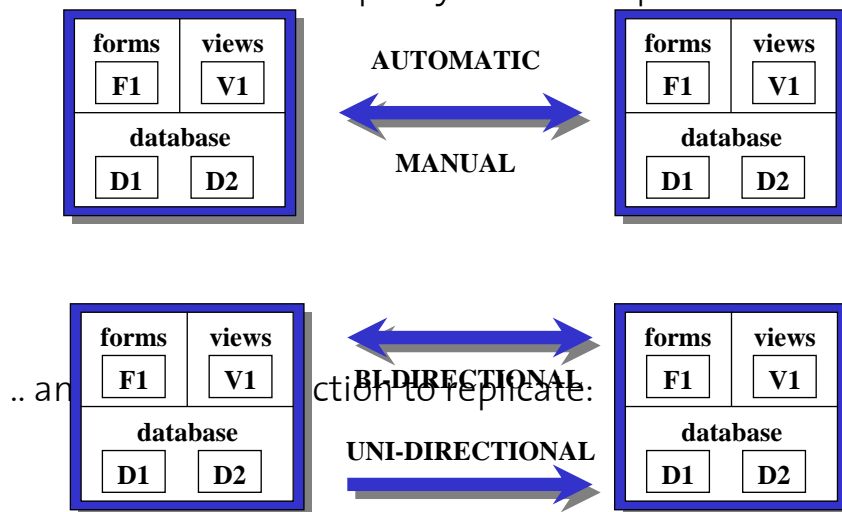 forms views
F1 V1
database
D1 D2
AUTOMATIC
MANUAL
forms views
F1 V1
database
D1 D2
forms views
F1 V1
database
D1 D2
.. an ction to replicate:
BI-DIRECTIONAL
UNI-DIRECTIONAL
forms views
F1 V1
database
D1 D2